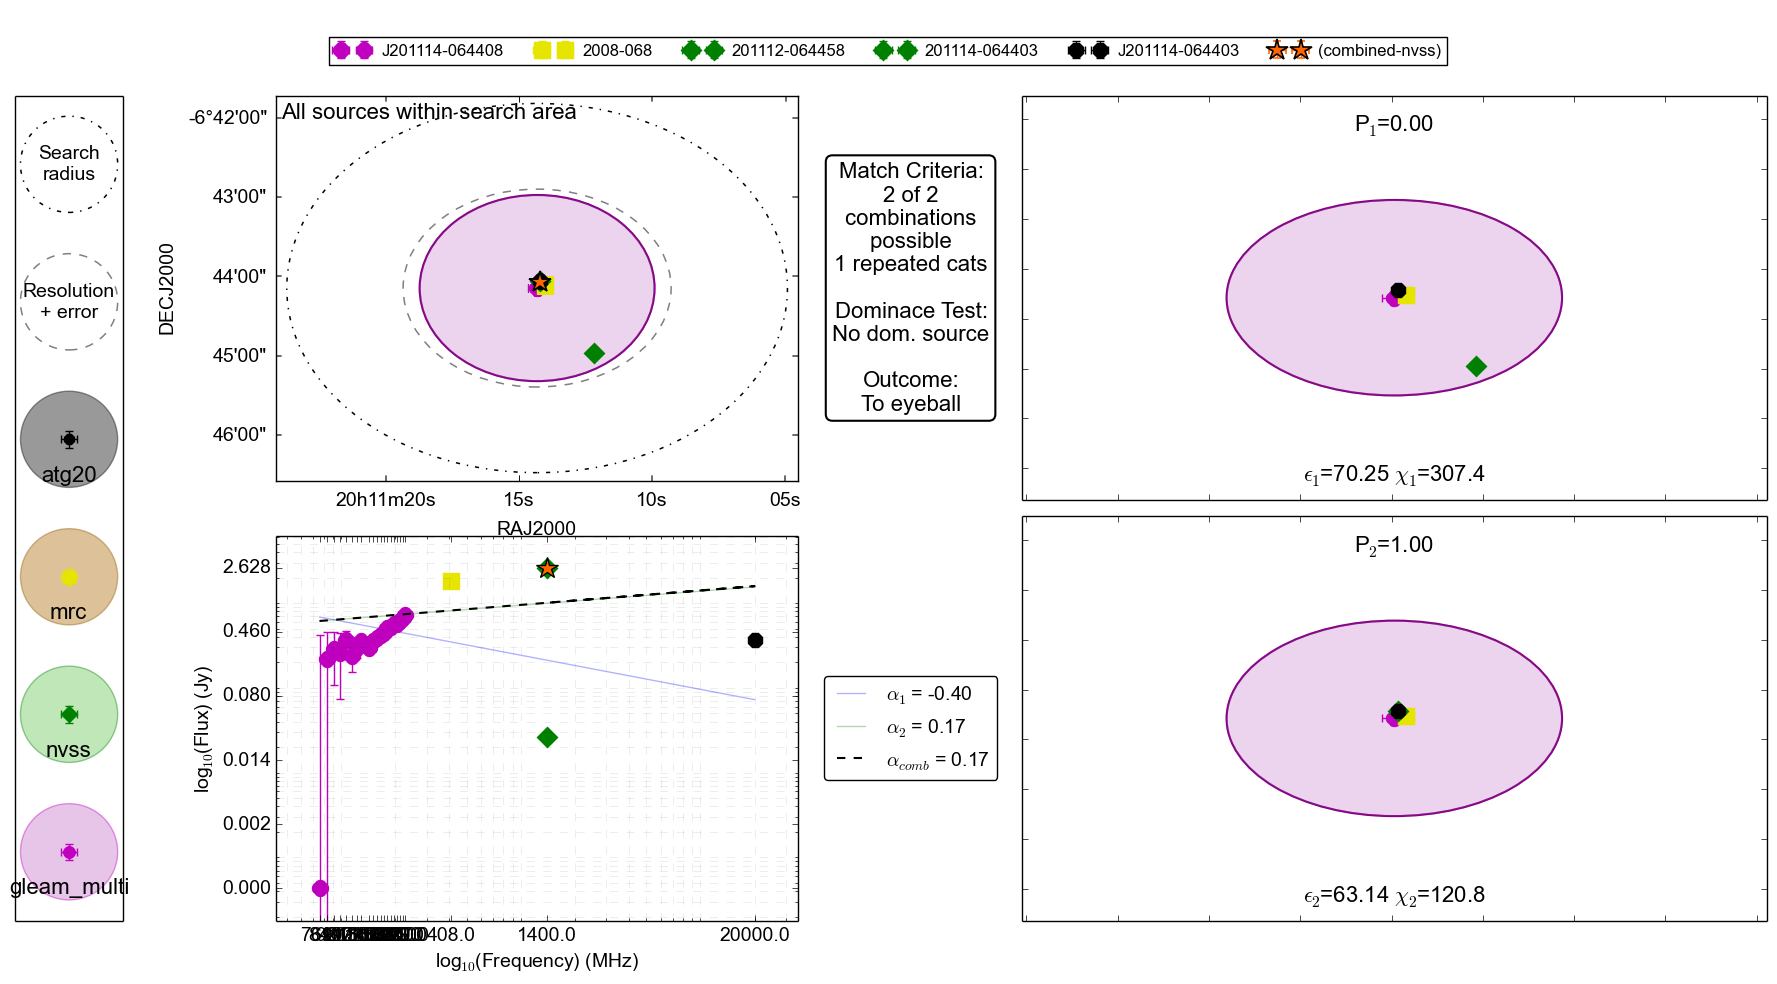 J201114-064408 2008-068 201112-064458 201114-064403 J201114-064403 (combined-nvss)
Search
radius
Resolution
+ error
atg20
mrc
nvss
gleam_multi
All sources within search area
DECJ2000
-6°42'00"
43'00"
44'00"
45'00"
46'00"
20h11m20s 15s 10s 05s
RAJ2000
Match Criteria:
2 of 2
combinations
possible
1 repeated cats
Dominace Test:
No dom. source
Outcome:
To eyeball
P₁=0.00
ϵ₁=70.25 χ₁=307.4
log₁₀(Flux) (Jy)
2.628
0.460
0.080
0.014
0.002
0.000
408.0 1400.0 20000.0
log₁₀(Frequency) (MHz)
α₁ = -0.40
α₂ = 0.17
α_comb = 0.17
P₂=1.00
ϵ₂=63.14 χ₂=120.8